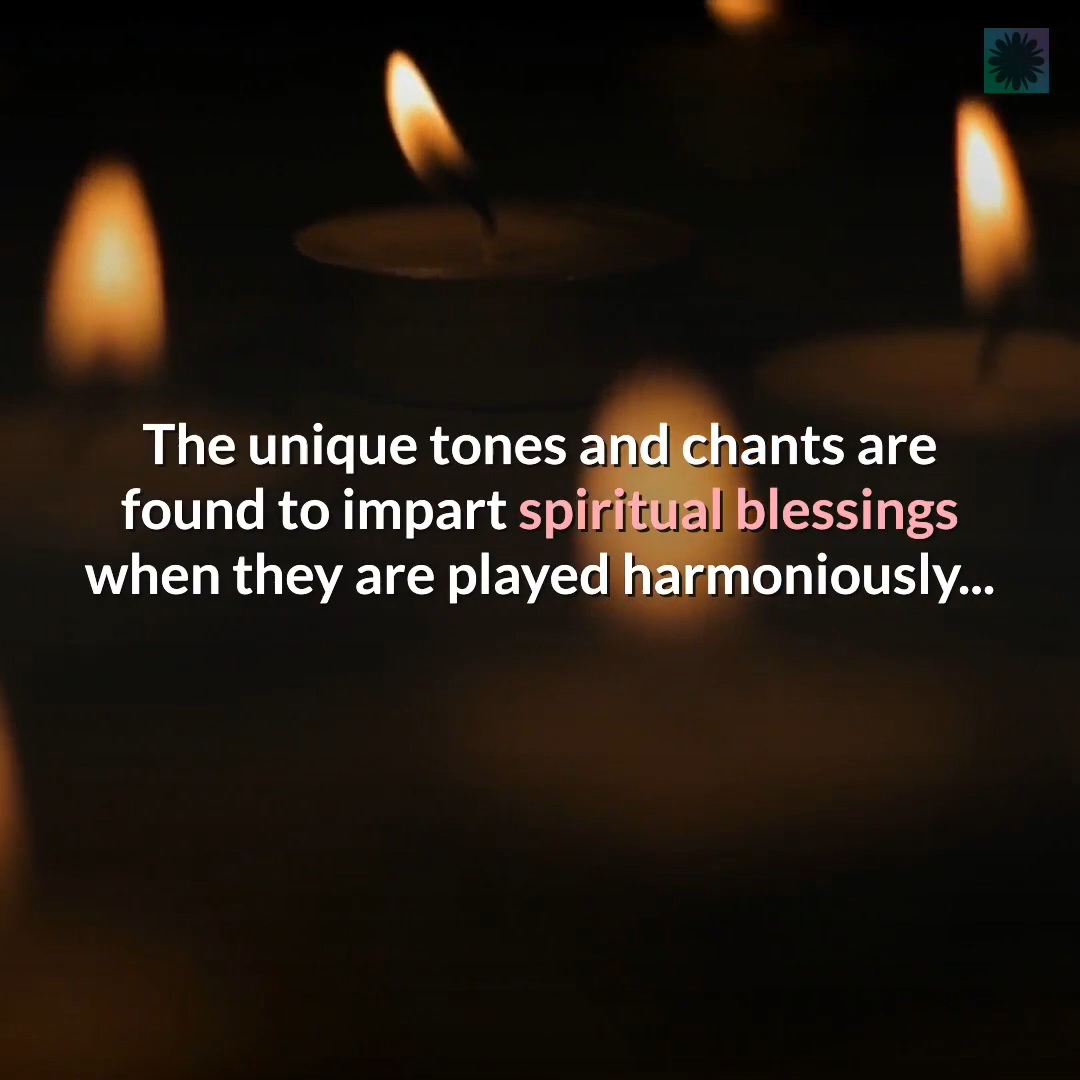 The unique tones and chants are
found to impart spiritual blessings
when they are played harmoniously...